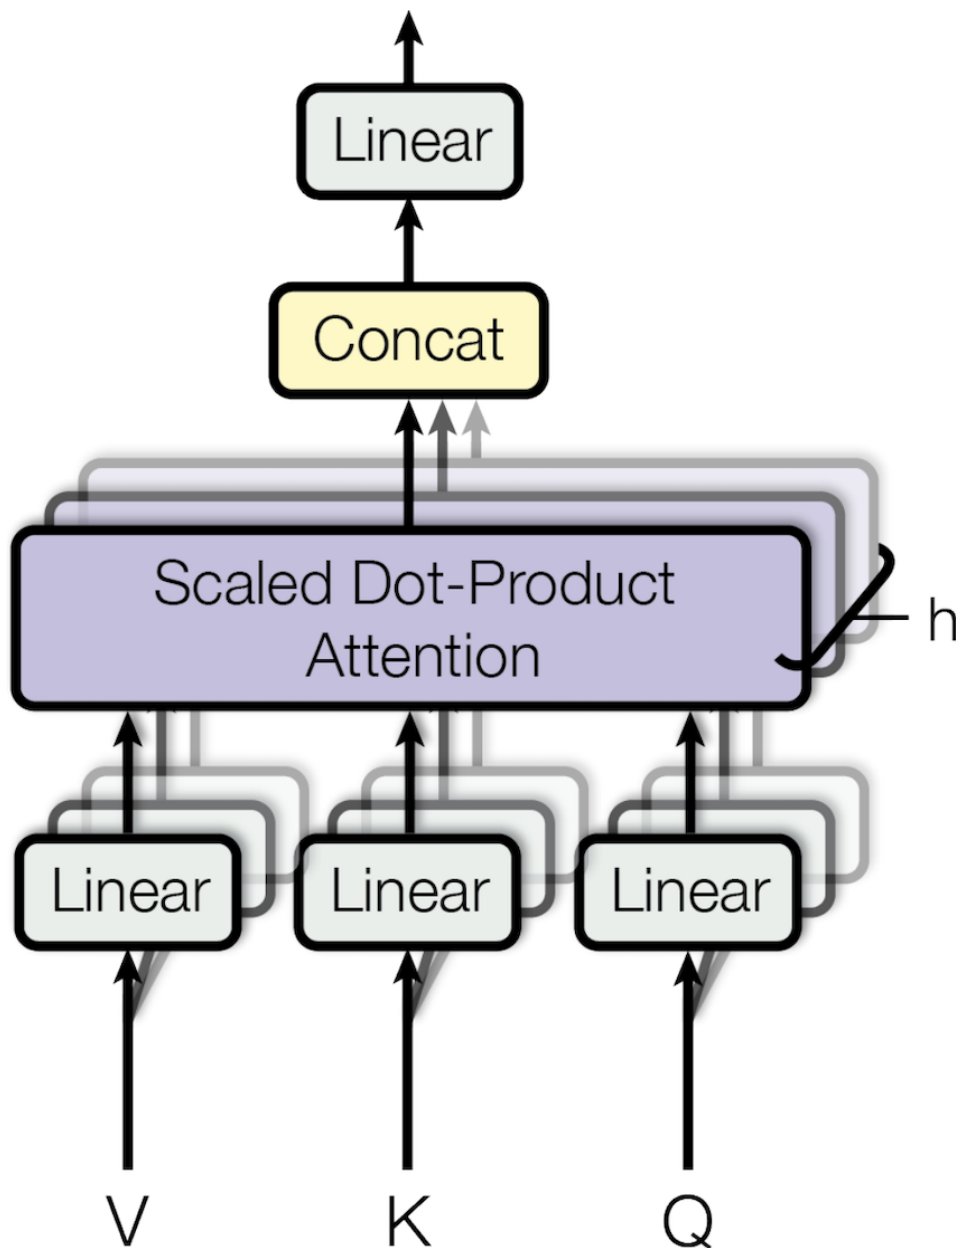 Linear
Concat
Scaled Dot-Product
Attention
h
Linear
Linear
Linear
V
K
Q